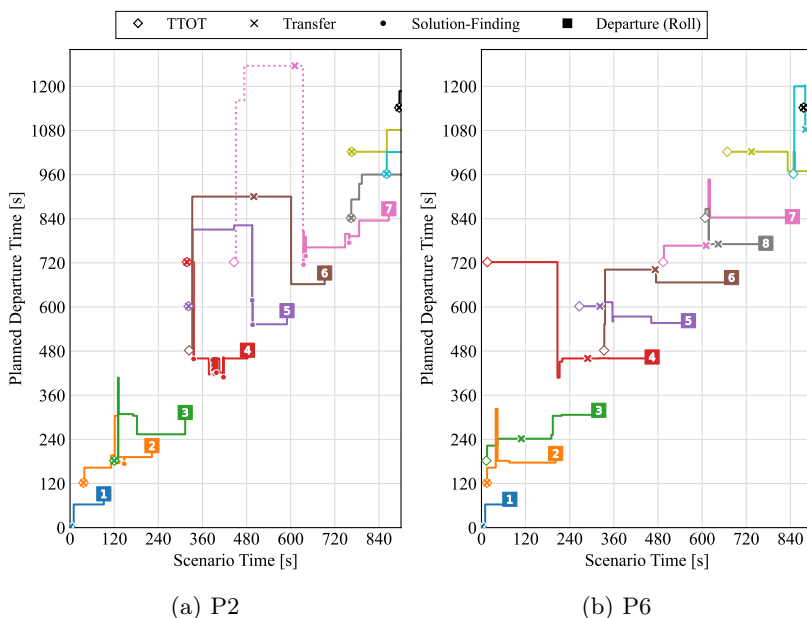 TTOT Transfer Solution-Finding Departure (Roll)
1200 1200
1080 1080
960 960
840 840
720 720
600 600
480 480
360 360
240 240
120 120
0 0
Planned Departure Time [s] Planned Departure Time [s]
1 2 3 4 5 6 7
1 2 3 4 5 6 7 8
0 120 240 360 480 600 720 840 0 120 240 360 480 600 720 840
Scenario Time [s] Scenario Time [s]
(a) P2 (b) P6